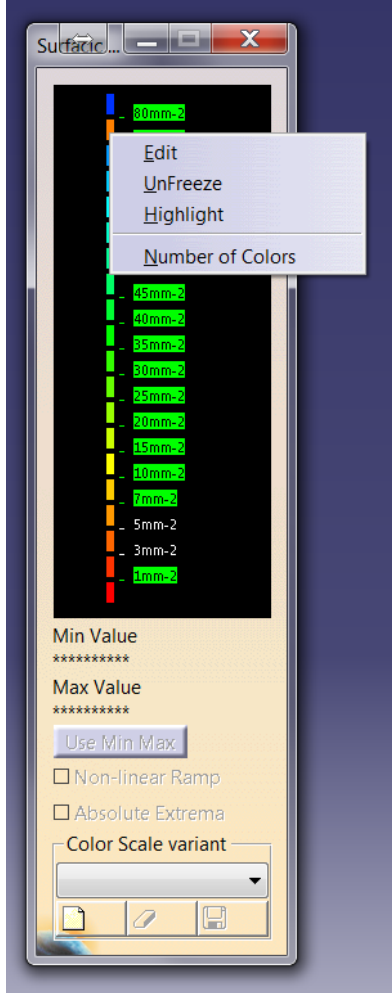 Surfacic ...
80mm-2
Edit
UnFreeze
Highlight
Number of Colors
45mm-2
40mm-2
35mm-2
30mm-2
25mm-2
20mm-2
15mm-2
10mm-2
7mm-2
5mm-2
3mm-2
1mm-2
Min Value
**********
Max Value
**********
Use Min Max
Non-linear Ramp
Absolute Extrema
Color Scale variant